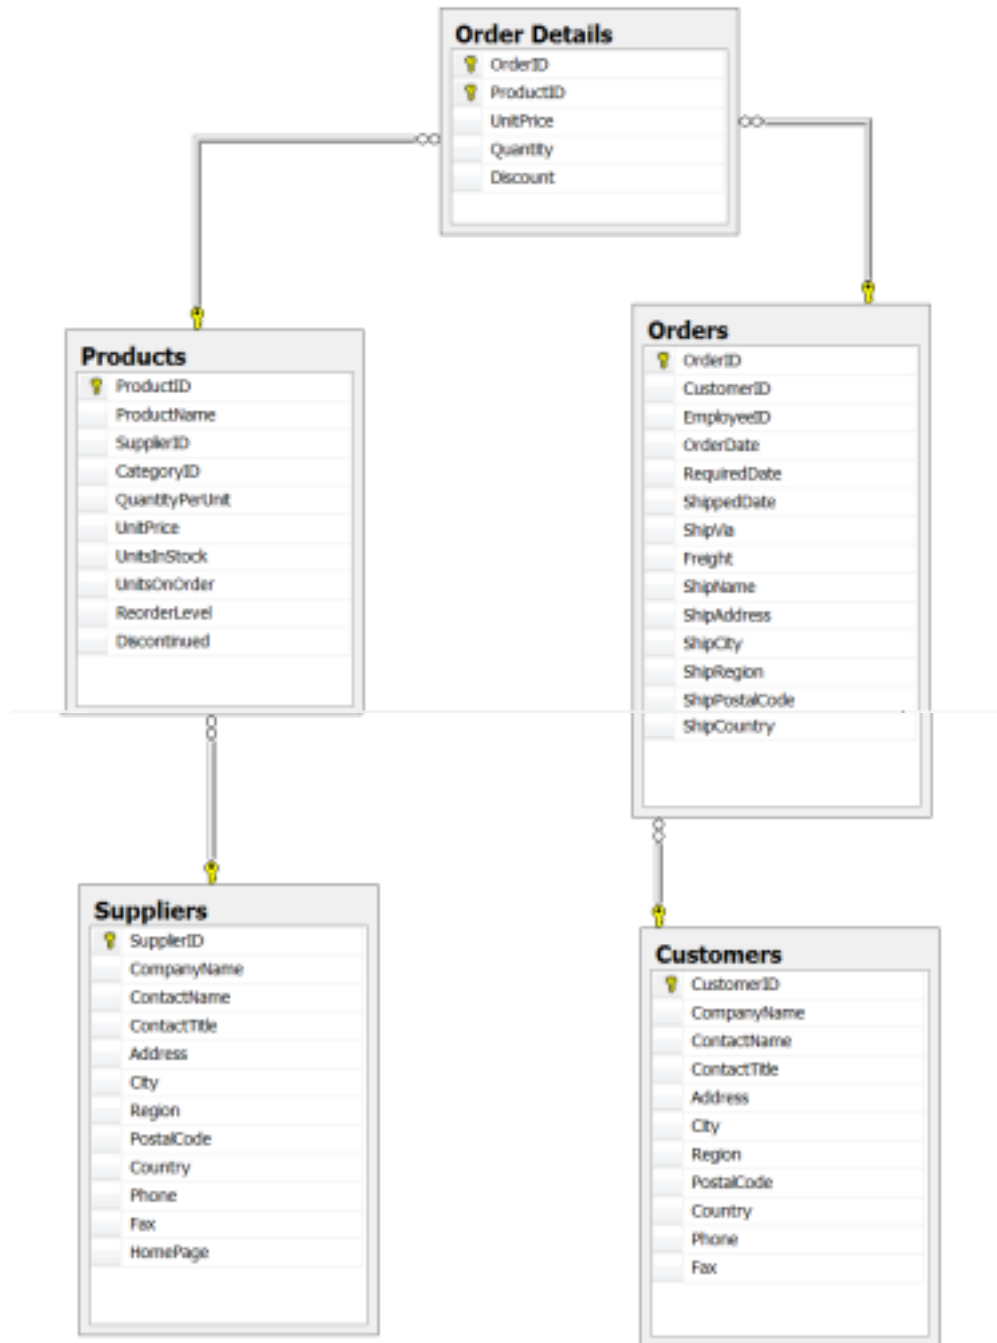 Order Details
OrderID
ProductID
UnitPrice
Quantity
Discount
Products
ProductID
ProductName
SupplierID
CategoryID
QuantityPerUnit
UnitPrice
UnitsInStock
UnitsOnOrder
ReorderLevel
Discontinued
Orders
OrderID
CustomerID
EmployeeID
OrderDate
RequiredDate
ShippedDate
ShipVia
Freight
ShipName
ShipAddress
ShipCity
ShipRegion
ShipPostalCode
ShipCountry
Suppliers
SupplierID
CompanyName
ContactName
ContactTitle
Address
City
Region
PostalCode
Country
Phone
Fax
HomePage
Customers
CustomerID
CompanyName
ContactName
ContactTitle
Address
City
Region
PostalCode
Country
Phone
Fax